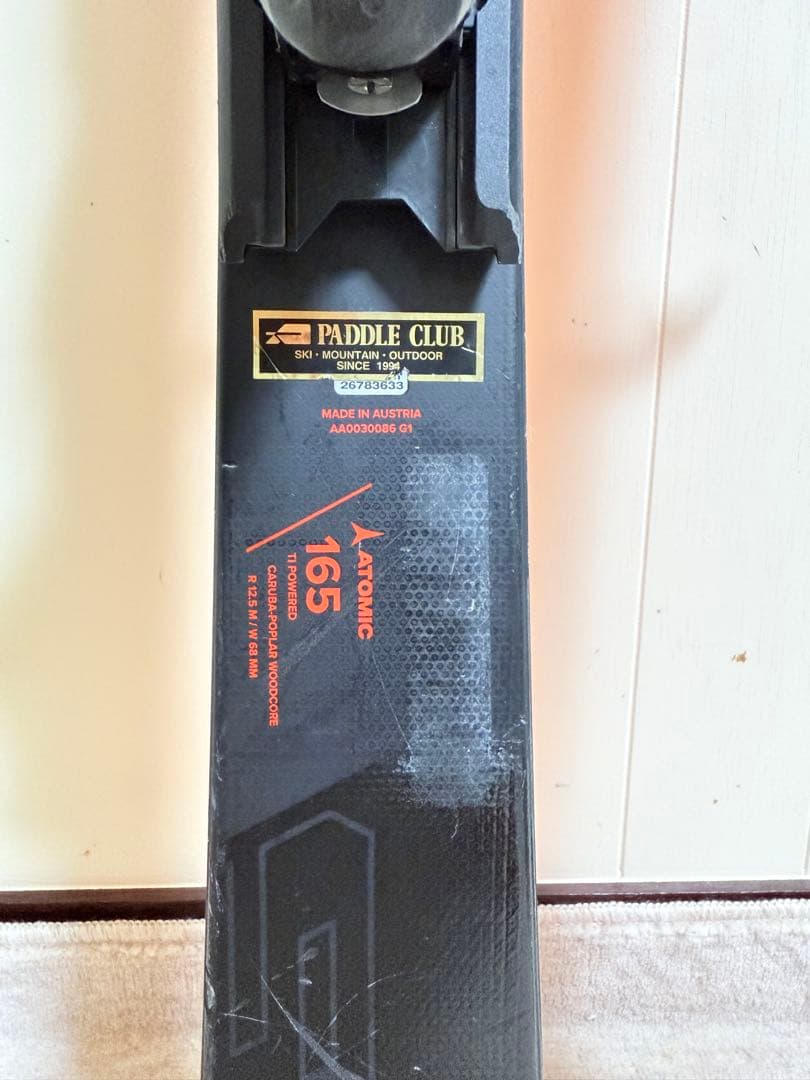 PADDLE CLUB
SKI · MOUNTAIN · OUTDOOR
SINCE 1994
26783633
MADE IN AUSTRIA
AA0030086 G1
ATOMIC
165
TI POWERED
CARUBA-POPLAR WOODCORE
R 12.5 M / W 68 MM